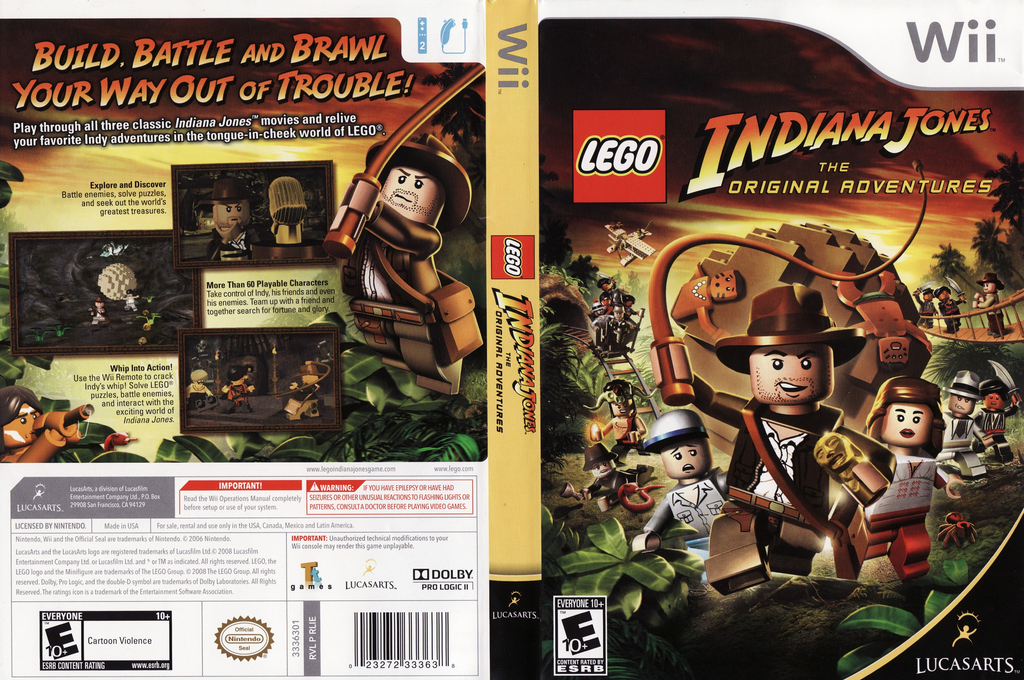 BUILD, BATTLE AND BRAWL
YOUR WAY OUT OF TROUBLE!
2
Play through all three classic Indiana Jones™ movies and relive
your favorite Indy adventures in the tongue-in-cheek world of LEGO®.
Explore and Discover
Battle enemies, solve puzzles,
and seek out the world's
greatest treasures.
More Than 60 Playable Characters
Take control of Indy, his friends and even
his enemies. Team up with a friend and
together search for fortune and glory.
Whip Into Action!
Use the Wii Remote to crack
Indy's whip! Solve LEGO®
puzzles, battle enemies,
and interact with the
exciting world of
Indiana Jones.
www.legoindianajonesgame.com
www.lego.com
LUCASARTS.
LucasArts, a division of Lucasfilm
Entertainment Company Ltd., P.O. Box
29908 San Francisco, CA 94129
IMPORTANT!
Read the Wii Operations Manual completely
before setup or use of your system.
WARNING: IF YOU HAVE EPILEPSY OR HAVE HAD
SEIZURES OR OTHER UNUSUAL REACTIONS TO FLASHING LIGHTS OR
PATTERNS, CONSULT A DOCTOR BEFORE PLAYING VIDEO GAMES.
LICENSED BY NINTENDO.
Made in USA
For sale, rental and use only in the USA, Canada, Mexico and Latin America.
Nintendo, Wii and the Official Seal are trademarks of Nintendo. © 2006 Nintendo.
LucasArts and the LucasArts logo are registered trademarks of Lucasfilm Ltd. © 2008 Lucasfilm
Entertainment Company Ltd. or Lucasfilm Ltd. and ® or TM as indicated. All rights reserved. LEGO, the
LEGO logo and the Minifigure are trademarks of The LEGO Group. © 2008 The LEGO Group. All rights
reserved. Dolby, Pro Logic, and the double D symbol are trademarks of Dolby Laboratories. All Rights
Reserved. The ratings icon is a trademark of the Entertainment Software Association.
IMPORTANT: Unauthorized technical modifications to your
Wii console may render this game unplayable.
games
LUCASARTS.
DOLBY
PRO LOGIC II
EVERYONE 10+
E
10+
ESRB CONTENT RATING
Cartoon Violence
www.esrb.org
Official
Nintendo
Seal
3336301
RVL P RLIE
0 23272 33363 8
Wii™
LEGO
INDIANA JONES
THE
ORIGINAL ADVENTURES
LUCASARTS
Wii™
LEGO®
INDIANA JONES™
THE
ORIGINAL ADVENTURES
EVERYONE 10+
E
10+
CONTENT RATED BY
ESRB
LUCASARTS™